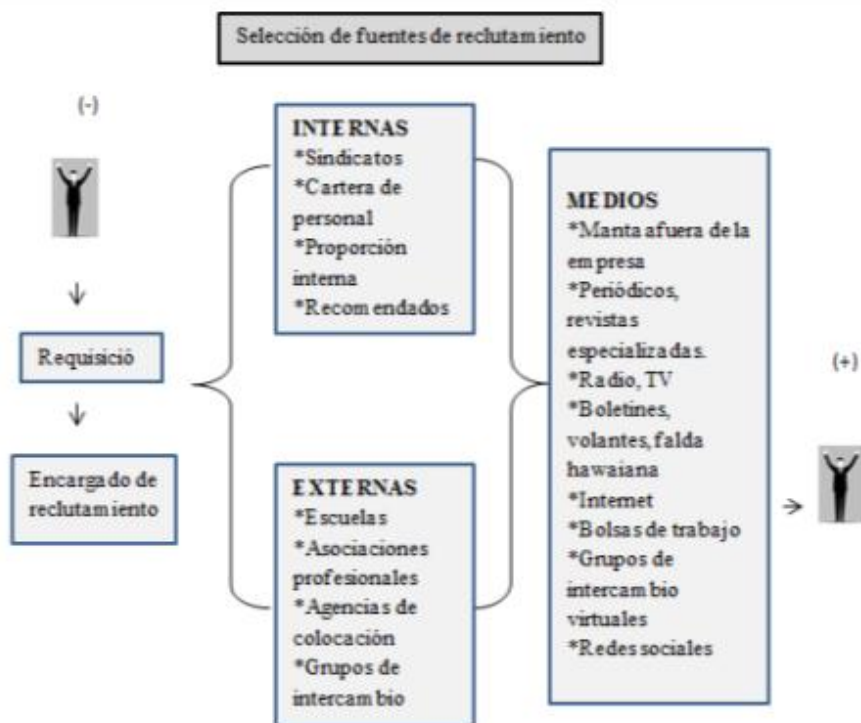 Selección de fuentes de reclutamiento
(-)
Requisició
Encargado de
reclutamiento
INTERNAS
*Sindicatos
*Cartera de
personal
*Proporción
interna
*Recomendados
EXTERNAS
*Escuelas
*Asociaciones
profesionales
*Agencias de
colocación
*Grupos de
intercambio
MEDIOS
*Manta afuera de la
empresa
*Periódicos,
revistas
especializadas.
*Radio, TV
*Boletines,
volantes, falda
hawaiana
*Internet
*Bolsas de trabajo
*Grupos de
intercambio
virtuales
*Redes sociales
(+)